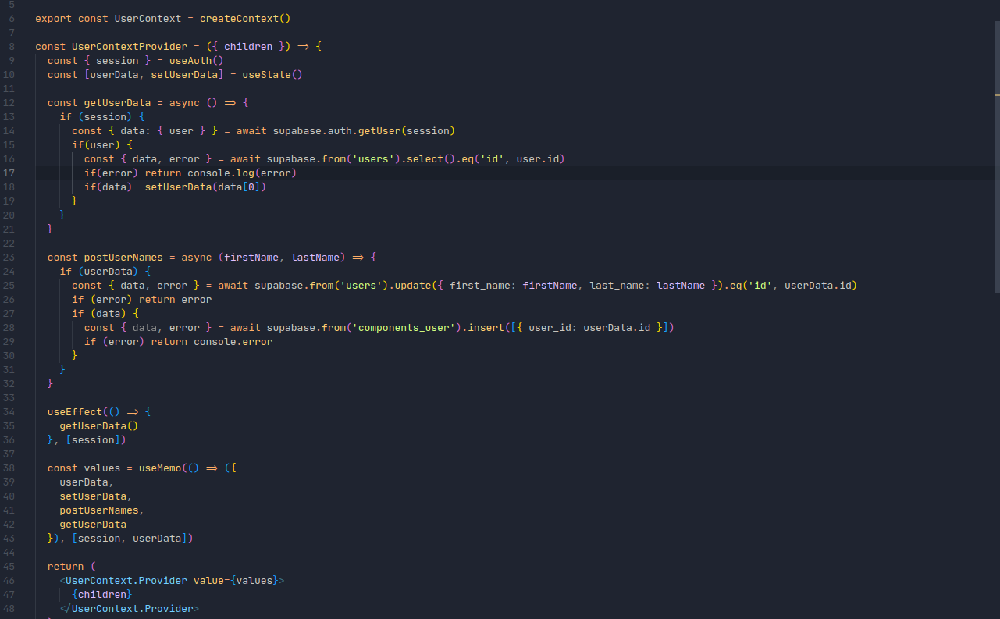 5
6 export const UserContext = createContext()
7
8 const UserContextProvider = ({ children }) => {
9 const { session } = useAuth()
10 const [userData, setUserData] = useState()
11
12 const getUserData = async () => {
13 if (session) {
14 const { data: { user } } = await supabase.auth.getUser(session)
15 if(user) {
16 const { data, error } = await supabase.from('users').select().eq('id', user.id)
17 if(error) return console.log(error)
18 if(data)  setUserData(data[0])
19 }
20 }
21 }
22
23 const postUserNames = async (firstName, lastName) => {
24 if (userData) {
25 const { data, error } = await supabase.from('users').update({ first_name: firstName, last_name: lastName }).eq('id', userData.id)
26 if (error) return error
27 if (data) {
28 const { data, error } = await supabase.from('components_user').insert([{ user_id: userData.id }])
29 if (error) return console.error
30 }
31 }
32 }
33
34 useEffect(() => {
35 getUserData()
36 }, [session])
37
38 const values = useMemo(() => ({
39 userData,
40 setUserData,
41 postUserNames,
42 getUserData
43 }), [session, userData])
44
45 return (
46 <UserContext.Provider value={values}>
47 {children}
48 </UserContext.Provider>